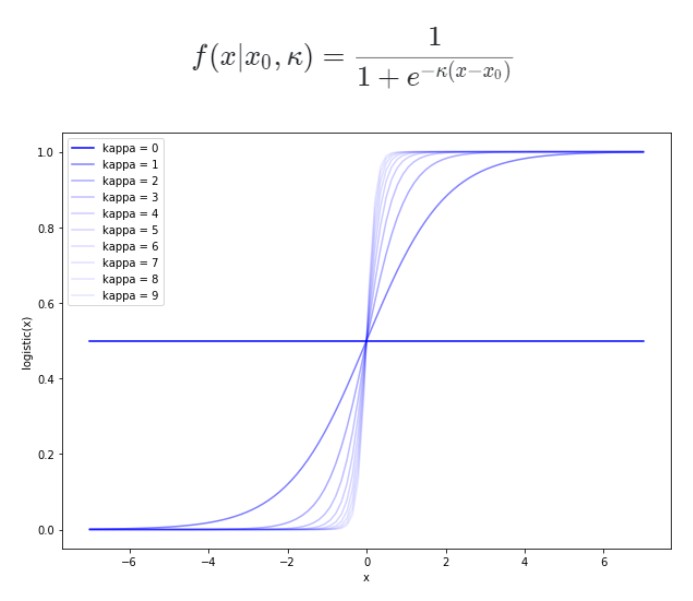 f(x|x₀, κ) = 1 / (1 + e^{−κ(x−x₀)})
kappa = 0
kappa = 1
kappa = 2
kappa = 3
kappa = 4
kappa = 5
kappa = 6
kappa = 7
kappa = 8
kappa = 9
1.0
0.8
0.6
0.4
0.2
0.0
logistic(x)
−6 −4 −2 0 2 4 6
x